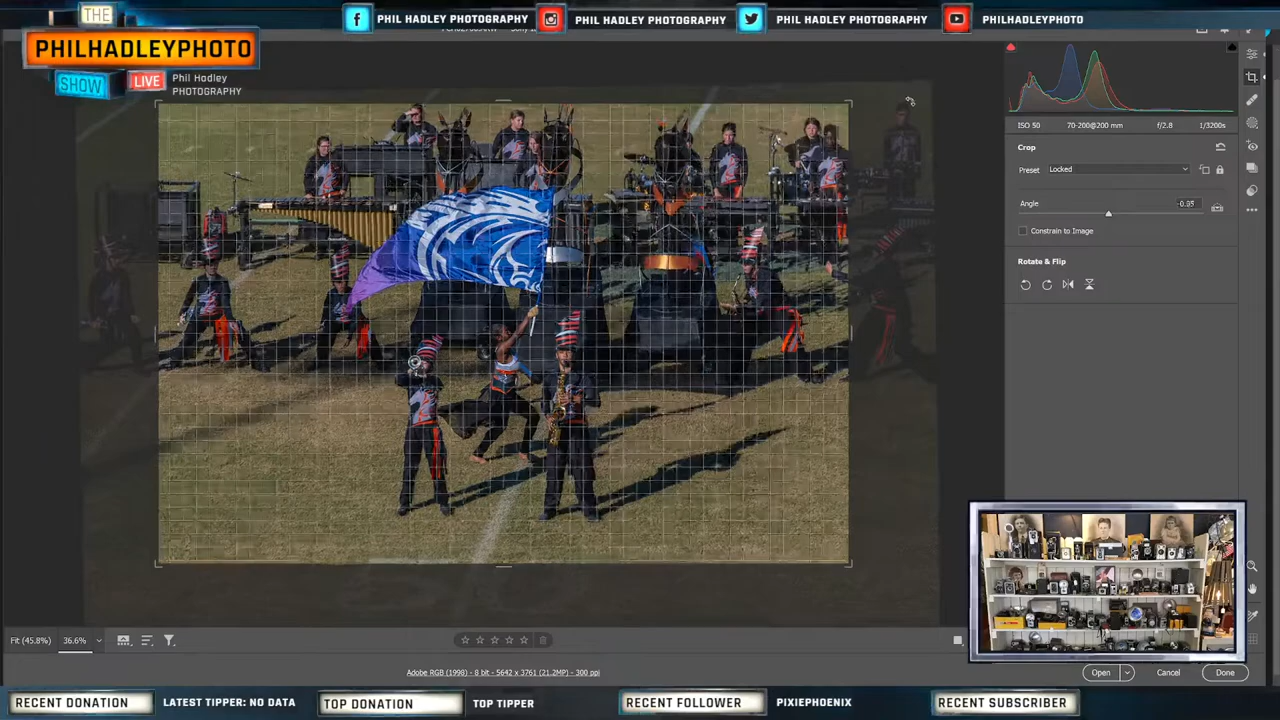 THE
PHILHADLEYPHOTO
SHOW
LIVE
Phil Hadley
PHOTOGRAPHY
PHIL HADLEY PHOTOGRAPHY
PHIL HADLEY PHOTOGRAPHY
PHIL HADLEY PHOTOGRAPHY
PHILHADLEYPHOTO
ISO 50
70-200@200 mm
f/2.8
1/3200s
Crop
Preset
Locked
Angle
-0.95
Constrain to Image
Rotate & Flip
Fit (45.8%)
36.6%
Adobe RGB (1998) - 8 bit - 5642 x 3761 (21.2MP) - 300 ppi
Open
Cancel
Done
RECENT DONATION
LATEST TIPPER: NO DATA
TOP DONATION
TOP TIPPER
RECENT FOLLOWER
PIXIEPHOENIX
RECENT SUBSCRIBER